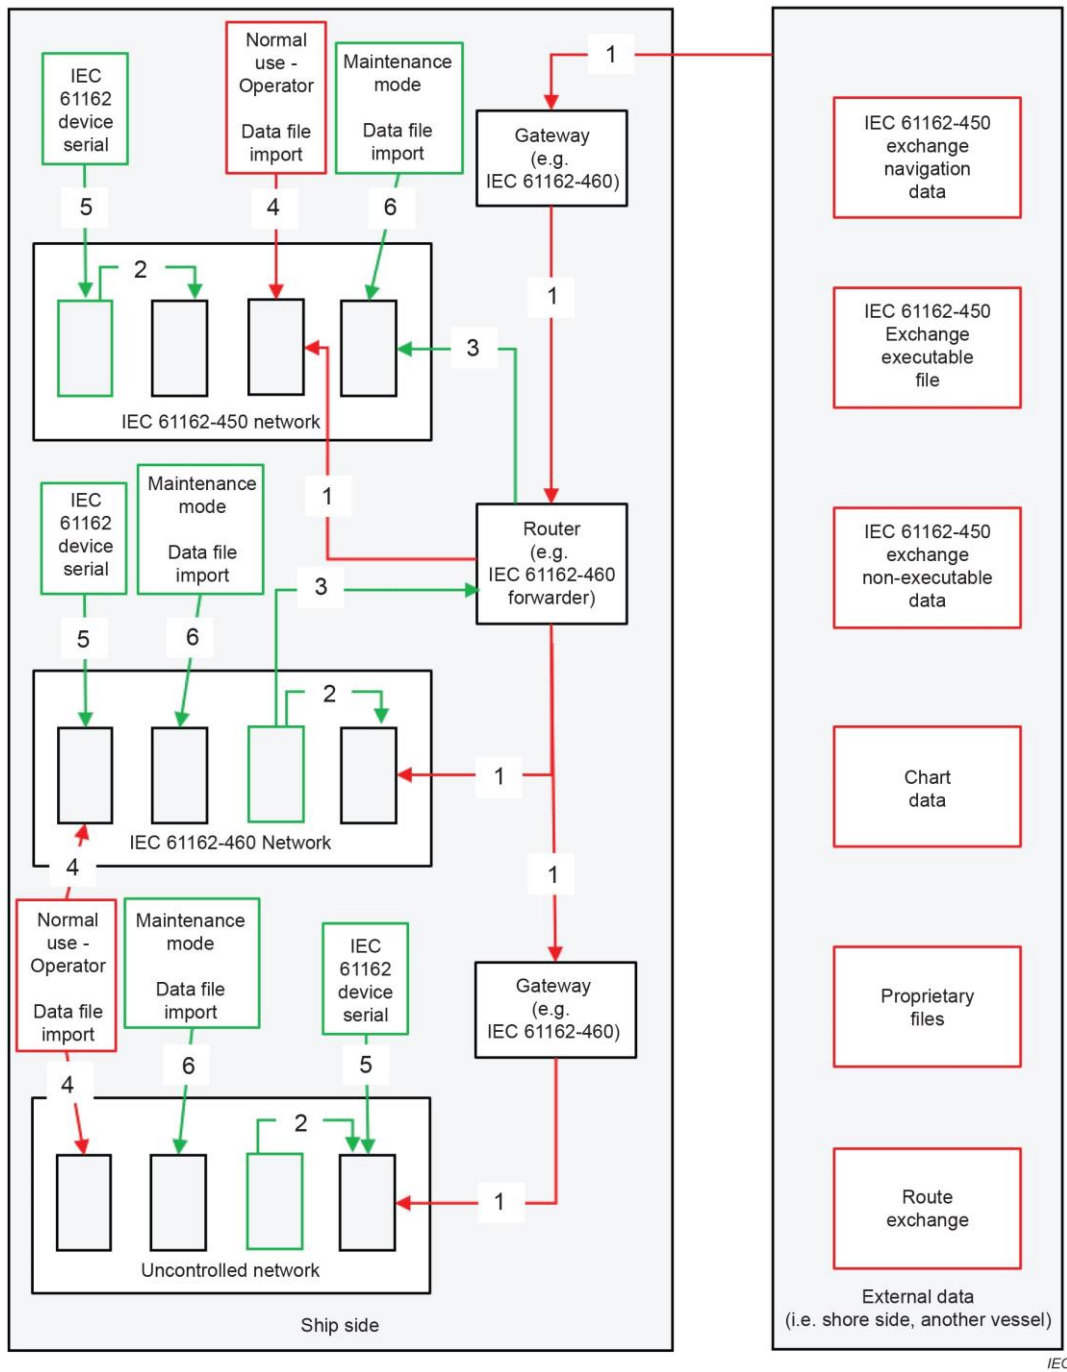 1
Normal
use -
Operator
Data file
import
Maintenance
mode
Data file
import
IEC
61162
device
serial
Gateway
(e.g.
IEC 61162-460)
5
4
6
2
1
3
IEC 61162-450 network
1
IEC
61162
device
serial
Maintenance
mode
Data file
import
Router
(e.g.
IEC 61162-460
forwarder)
3
5
6
2
1
IEC 61162-460 Network
4
1
Normal
use -
Operator
Data file
import
Maintenance
mode
Data file
import
IEC
61162
device
serial
Gateway
(e.g.
IEC 61162-460)
4
6
5
2
1
Uncontrolled network
Ship side
IEC 61162-450
exchange
navigation
data
IEC 61162-450
Exchange
executable
file
IEC 61162-450
exchange
non-executable
data
Chart
data
Proprietary
files
Route
exchange
External data
(i.e. shore side, another vessel)
IEC